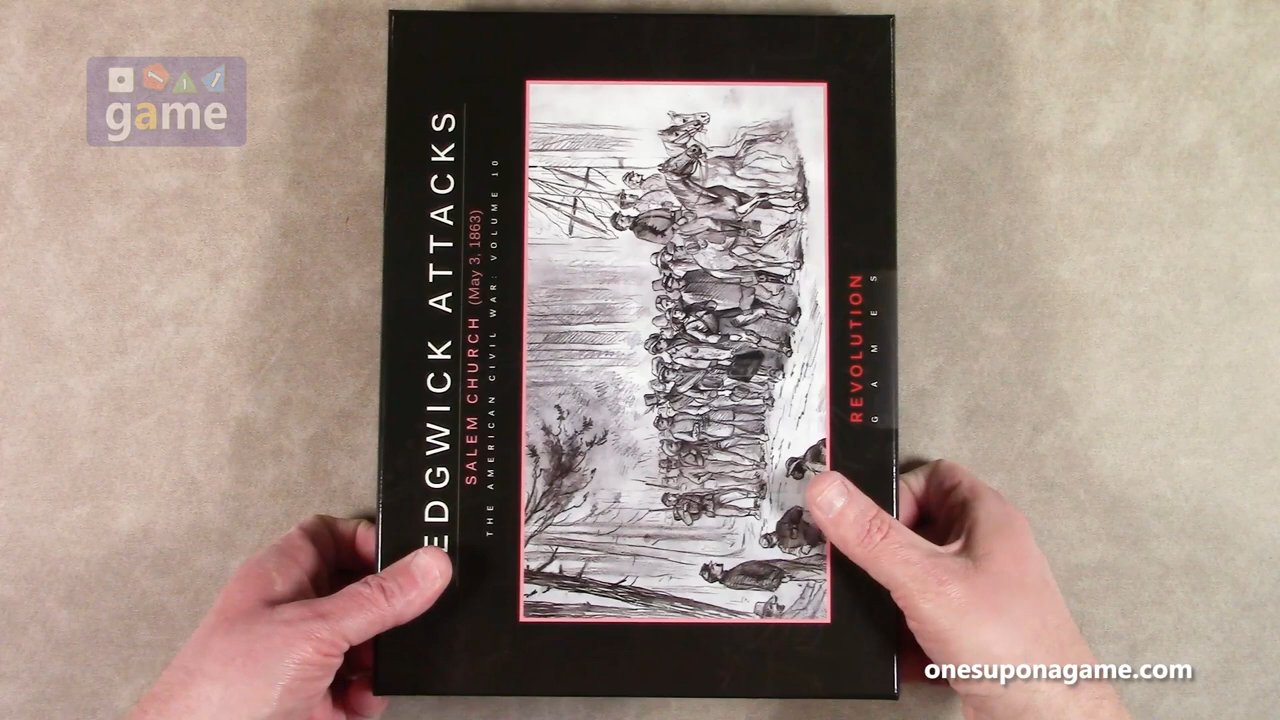 game
EDGWICK ATTACKS
SALEM CHURCH (May 3, 1863)
THE AMERICAN CIVIL WAR: VOLUME 10
REVOLUTION
GAMES
onesuponagame.com